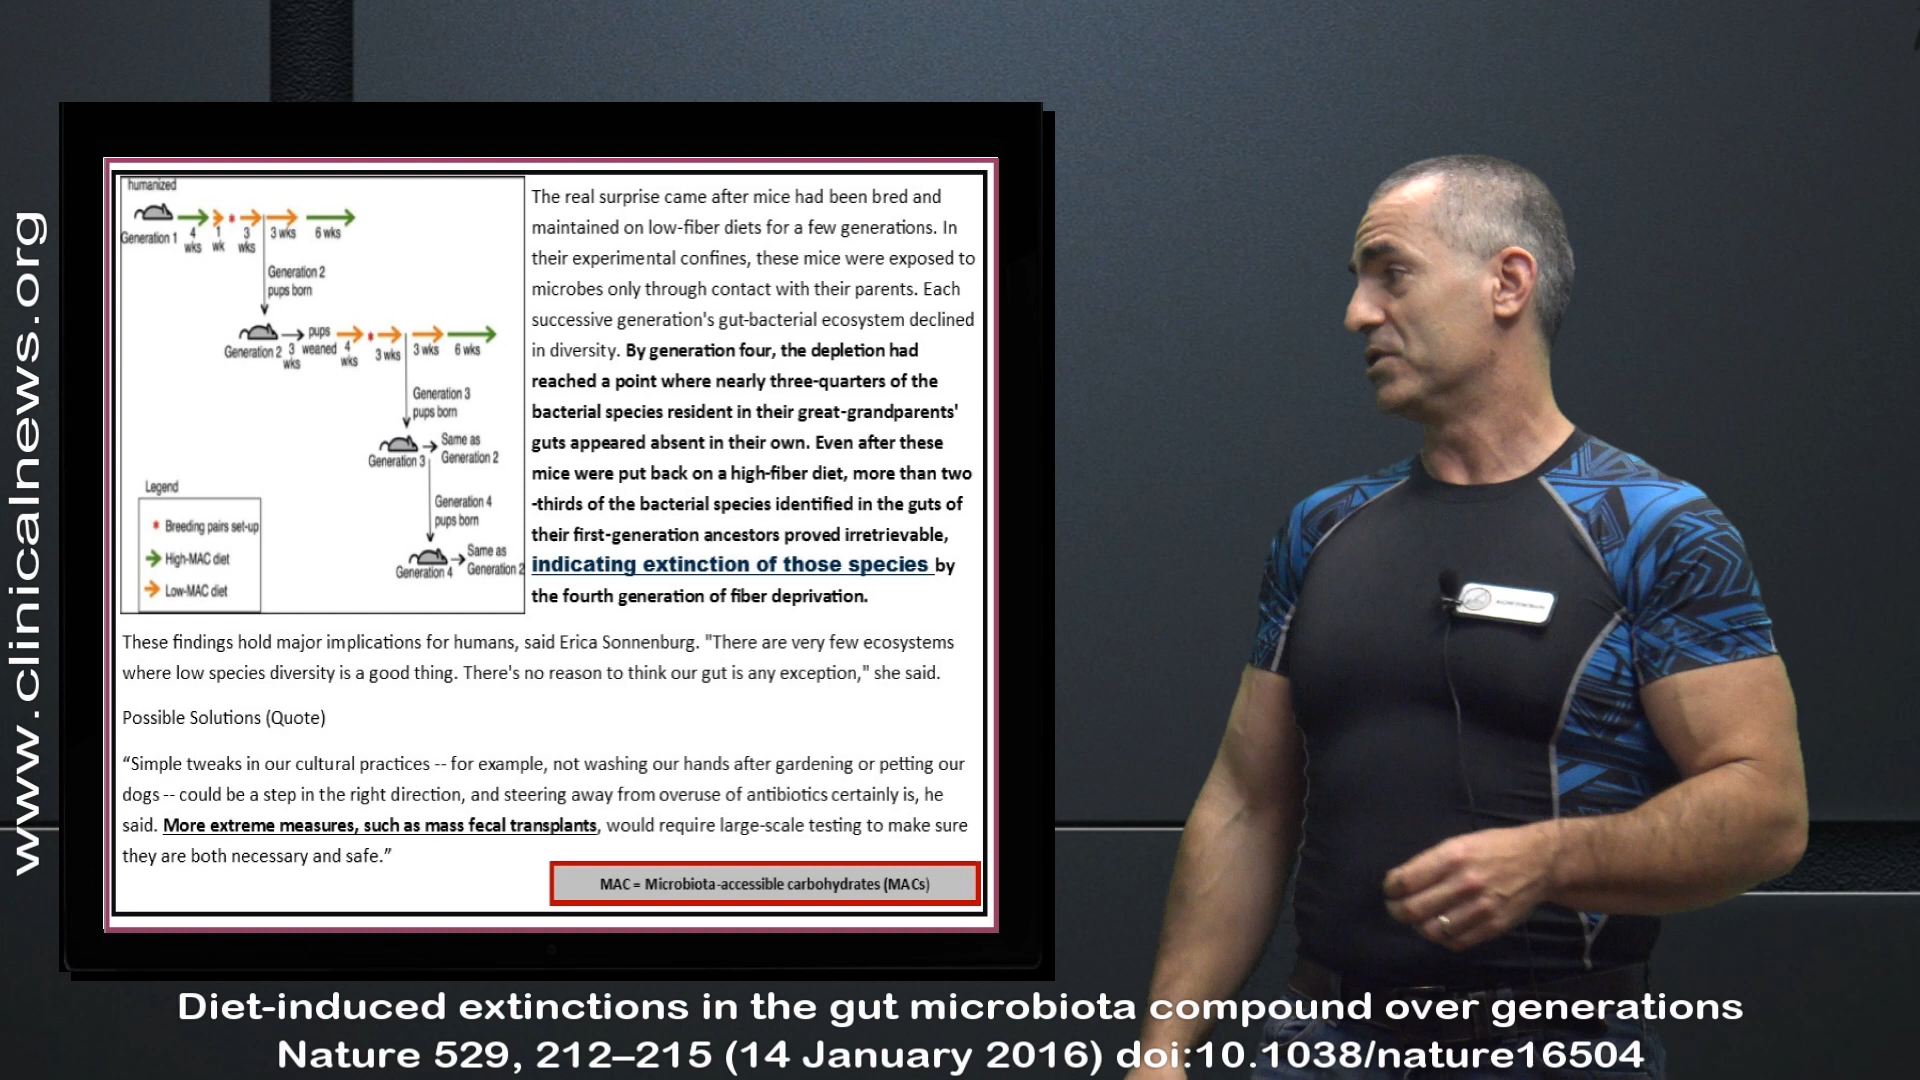 www.clinicalnews.org
humanized
Generation 1
4 wks
1 wk
3 wks
3 wks
6 wks
Generation 2
pups born
Generation 2
3 wks
pups weaned
4 wks
3 wks
3 wks
6 wks
Generation 3
pups born
Generation 3
Same as
Generation 2
Generation 4
pups born
Generation 4
Same as
Generation 2
Legend
* Breeding pairs set-up
High-MAC diet
Low-MAC diet
The real surprise came after mice had been bred and
maintained on low-fiber diets for a few generations. In
their experimental confines, these mice were exposed to
microbes only through contact with their parents. Each
successive generation's gut-bacterial ecosystem declined
in diversity. By generation four, the depletion had
reached a point where nearly three-quarters of the
bacterial species resident in their great-grandparents'
guts appeared absent in their own. Even after these
mice were put back on a high-fiber diet, more than two
-thirds of the bacterial species identified in the guts of
their first-generation ancestors proved irretrievable,
indicating extinction of those species by
the fourth generation of fiber deprivation.
These findings hold major implications for humans, said Erica Sonnenburg. "There are very few ecosystems
where low species diversity is a good thing. There's no reason to think our gut is any exception," she said.
Possible Solutions (Quote)
“Simple tweaks in our cultural practices -- for example, not washing our hands after gardening or petting our
dogs -- could be a step in the right direction, and steering away from overuse of antibiotics certainly is, he
said. More extreme measures, such as mass fecal transplants, would require large-scale testing to make sure
they are both necessary and safe.”
MAC = Microbiota-accessible carbohydrates (MACs)
Diet-induced extinctions in the gut microbiota compound over generations
Nature 529, 212–215 (14 January 2016) doi:10.1038/nature16504